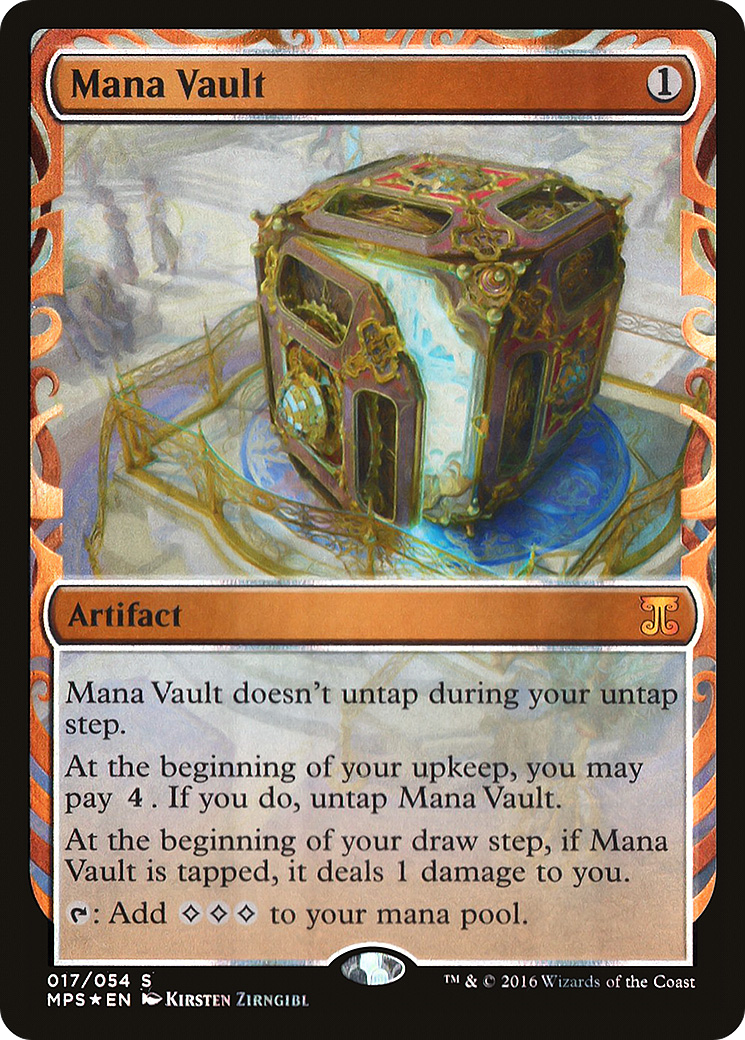 Mana Vault
1
Artifact
Mana Vault doesn't untap during your untap
step.
At the beginning of your upkeep, you may
pay 4 . If you do, untap Mana Vault.
At the beginning of your draw step, if Mana
Vault is tapped, it deals 1 damage to you.
: Add ◇ ◇ ◇ to your mana pool.
017/054 S
MPS★EN Kirsten Zirngibl
™ & © 2016 Wizards of the Coast